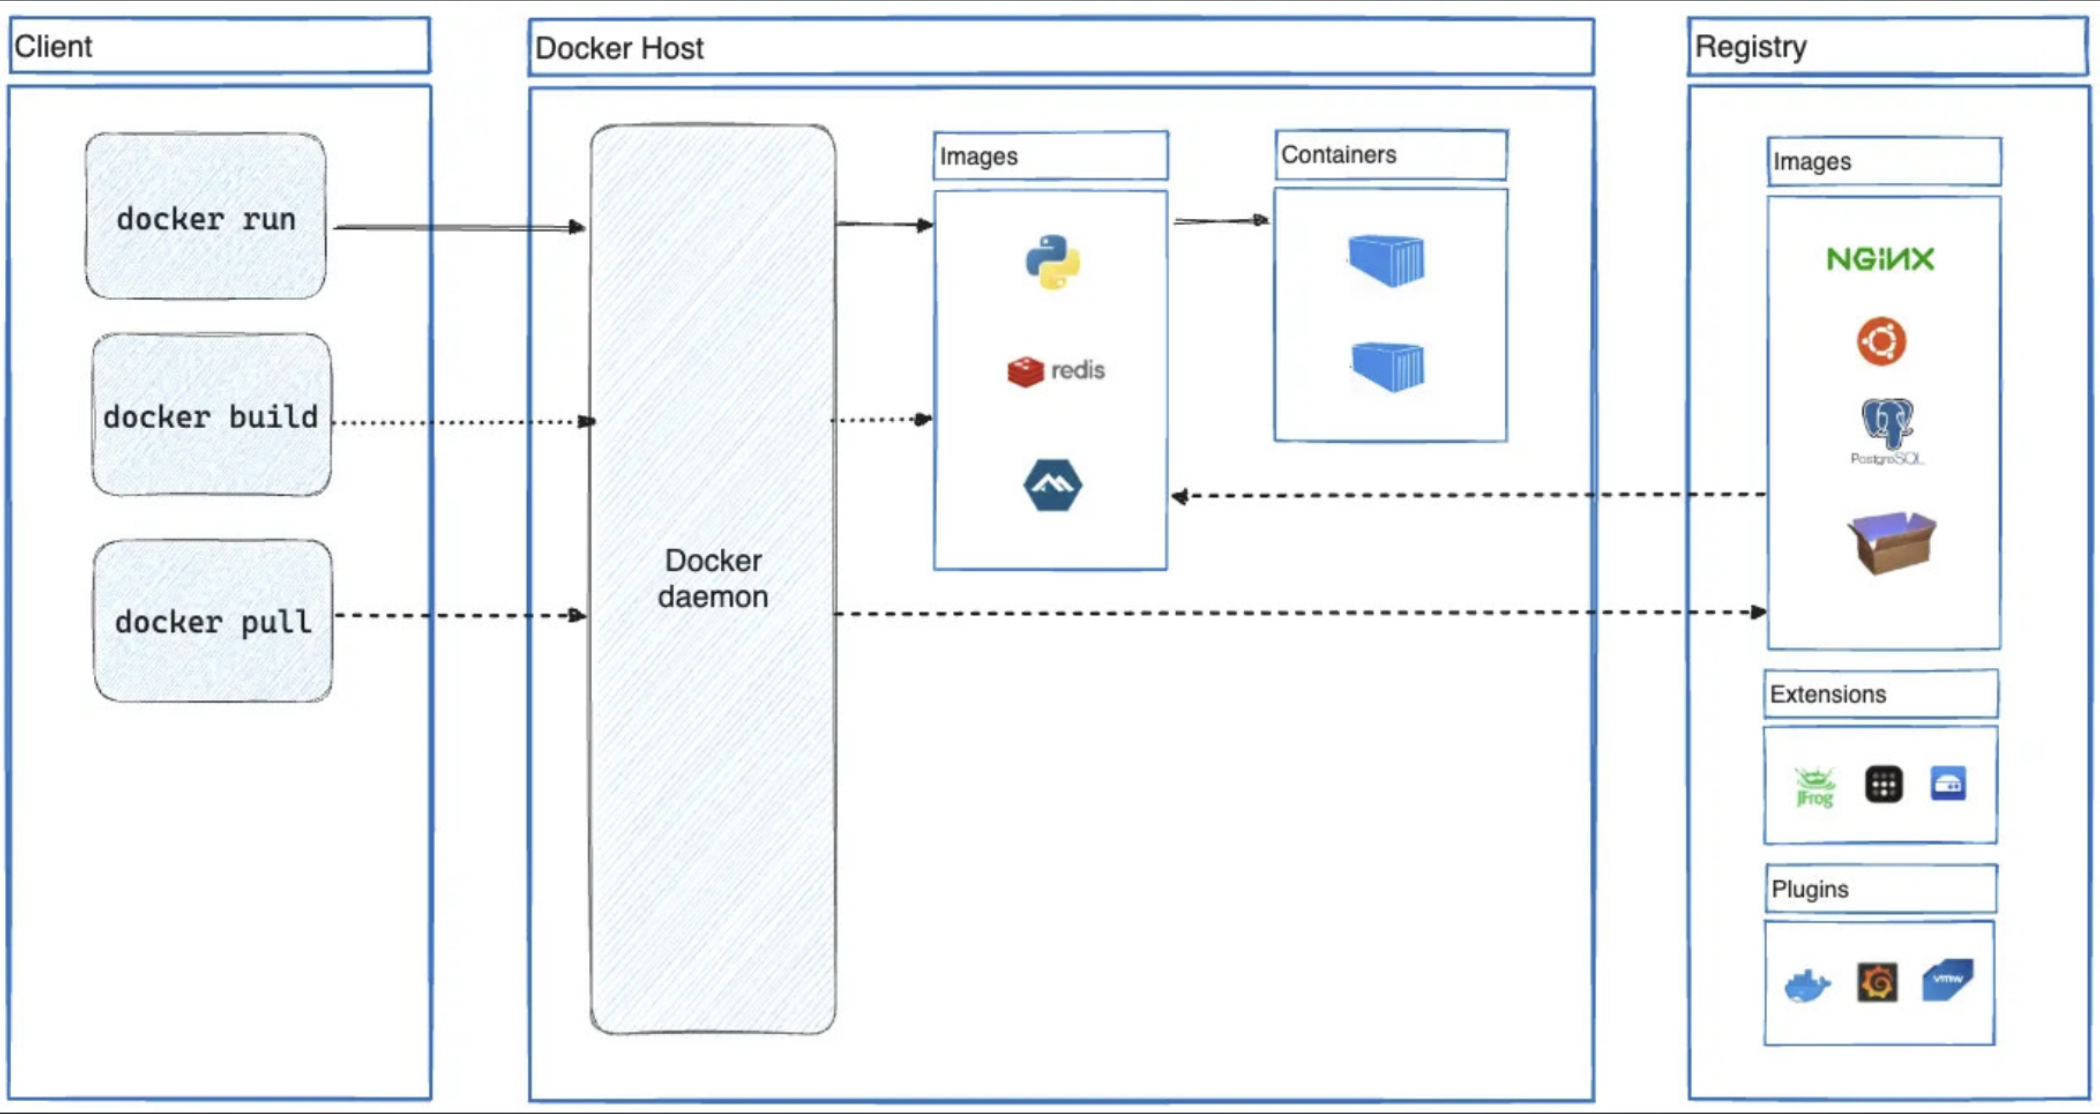 Client
docker run
docker build
docker pull
Docker Host
Docker
daemon
Images
redis
Containers
Registry
Images
NGiNX
PostgreSQL
Extensions
JFrog
Plugins
vmw